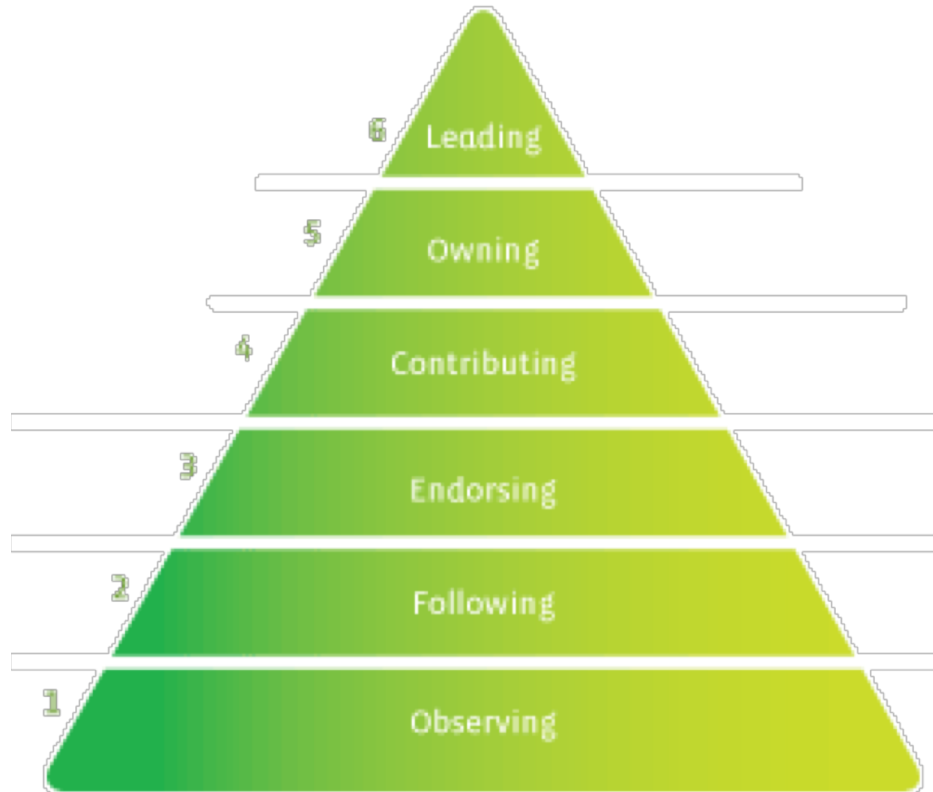 6
Leading
5
Owning
4
Contributing
3
Endorsing
2
Following
1
Observing